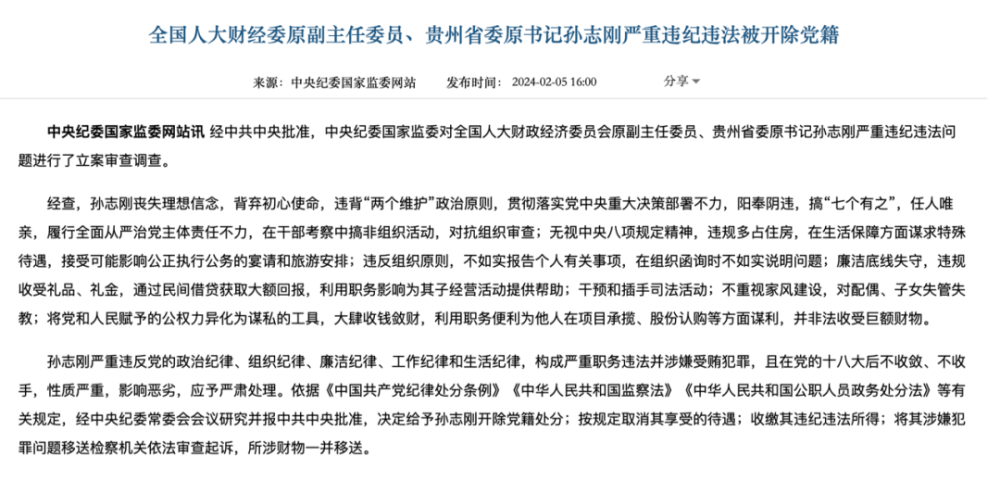 全国人大财经委原副主任委员、贵州省委原书记孙志刚严重违纪违法被开除党籍
来源：中央纪委国家监委网站 发布时间：2024-02-05 16:00 分享
中央纪委国家监委网站讯 经中共中央批准，中央纪委国家监委对全国人大财政经济委员会原副主任委员、贵州省委原书记孙志刚严重违纪违法问
题进行了立案审查调查。
经查，孙志刚丧失理想信念，背弃初心使命，违背“两个维护”政治原则，贯彻落实党中央重大决策部署不力，阳奉阴违，搞“七个有之”，任人唯
亲，履行全面从严治党主体责任不力，在干部考察中搞非组织活动，对抗组织审查；无视中央八项规定精神，违规多占住房，在生活保障方面谋求特殊
待遇，接受可能影响公正执行公务的宴请和旅游安排；违反组织原则，不如实报告个人有关事项，在组织函询时不如实说明问题；廉洁底线失守，违规
收受礼品、礼金，通过民间借贷获取大额回报，利用职务影响为其子经营活动提供帮助；干预和插手司法活动；不重视家风建设，对配偶、子女失管失
教；将党和人民赋予的公权力异化为谋私的工具，大肆收钱敛财，利用职务便利为他人在项目承揽、股份认购等方面谋利，并非法收受巨额财物。
孙志刚严重违反党的政治纪律、组织纪律、廉洁纪律、工作纪律和生活纪律，构成严重职务违法并涉嫌受贿犯罪，且在党的十八大后不收敛、不收
手，性质严重，影响恶劣，应予严肃处理。依据《中国共产党纪律处分条例》《中华人民共和国监察法》《中华人民共和国公职人员政务处分法》等有
关规定，经中央纪委常委会会议研究并报中共中央批准，决定给予孙志刚开除党籍处分；按规定取消其享受的待遇；收缴其违纪违法所得；将其涉嫌犯
罪问题移送检察机关依法审查起诉，所涉财物一并移送。